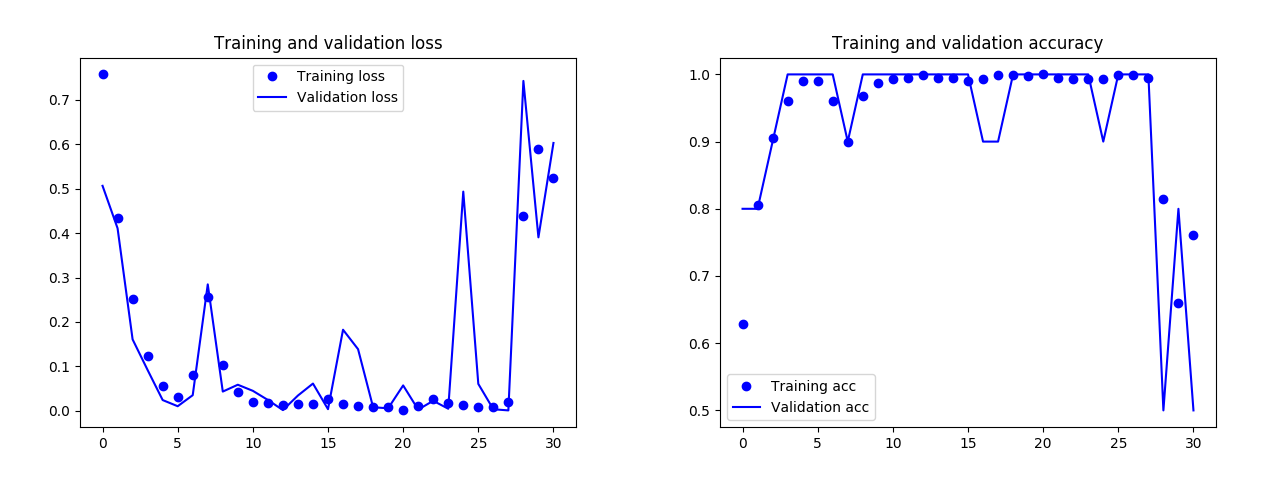 Training and validation loss
Training loss
Validation loss
0.7
0.6
0.5
0.4
0.3
0.2
0.1
0.0
0 5 10 15 20 25 30
Training and validation accuracy
1.0
0.9
0.8
0.7
0.6
0.5
Training acc
Validation acc
0 5 10 15 20 25 30